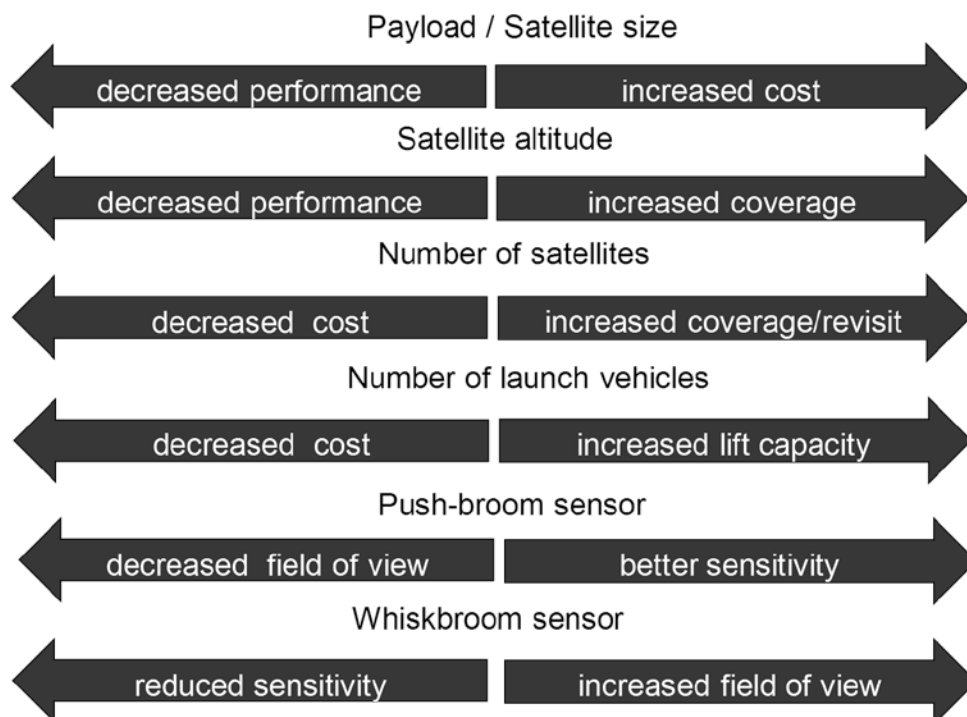 Payload / Satellite size
decreased performance increased cost
Satellite altitude
decreased performance increased coverage
Number of satellites
decreased cost increased coverage/revisit
Number of launch vehicles
decreased cost increased lift capacity
Push-broom sensor
decreased field of view better sensitivity
Whiskbroom sensor
reduced sensitivity increased field of view